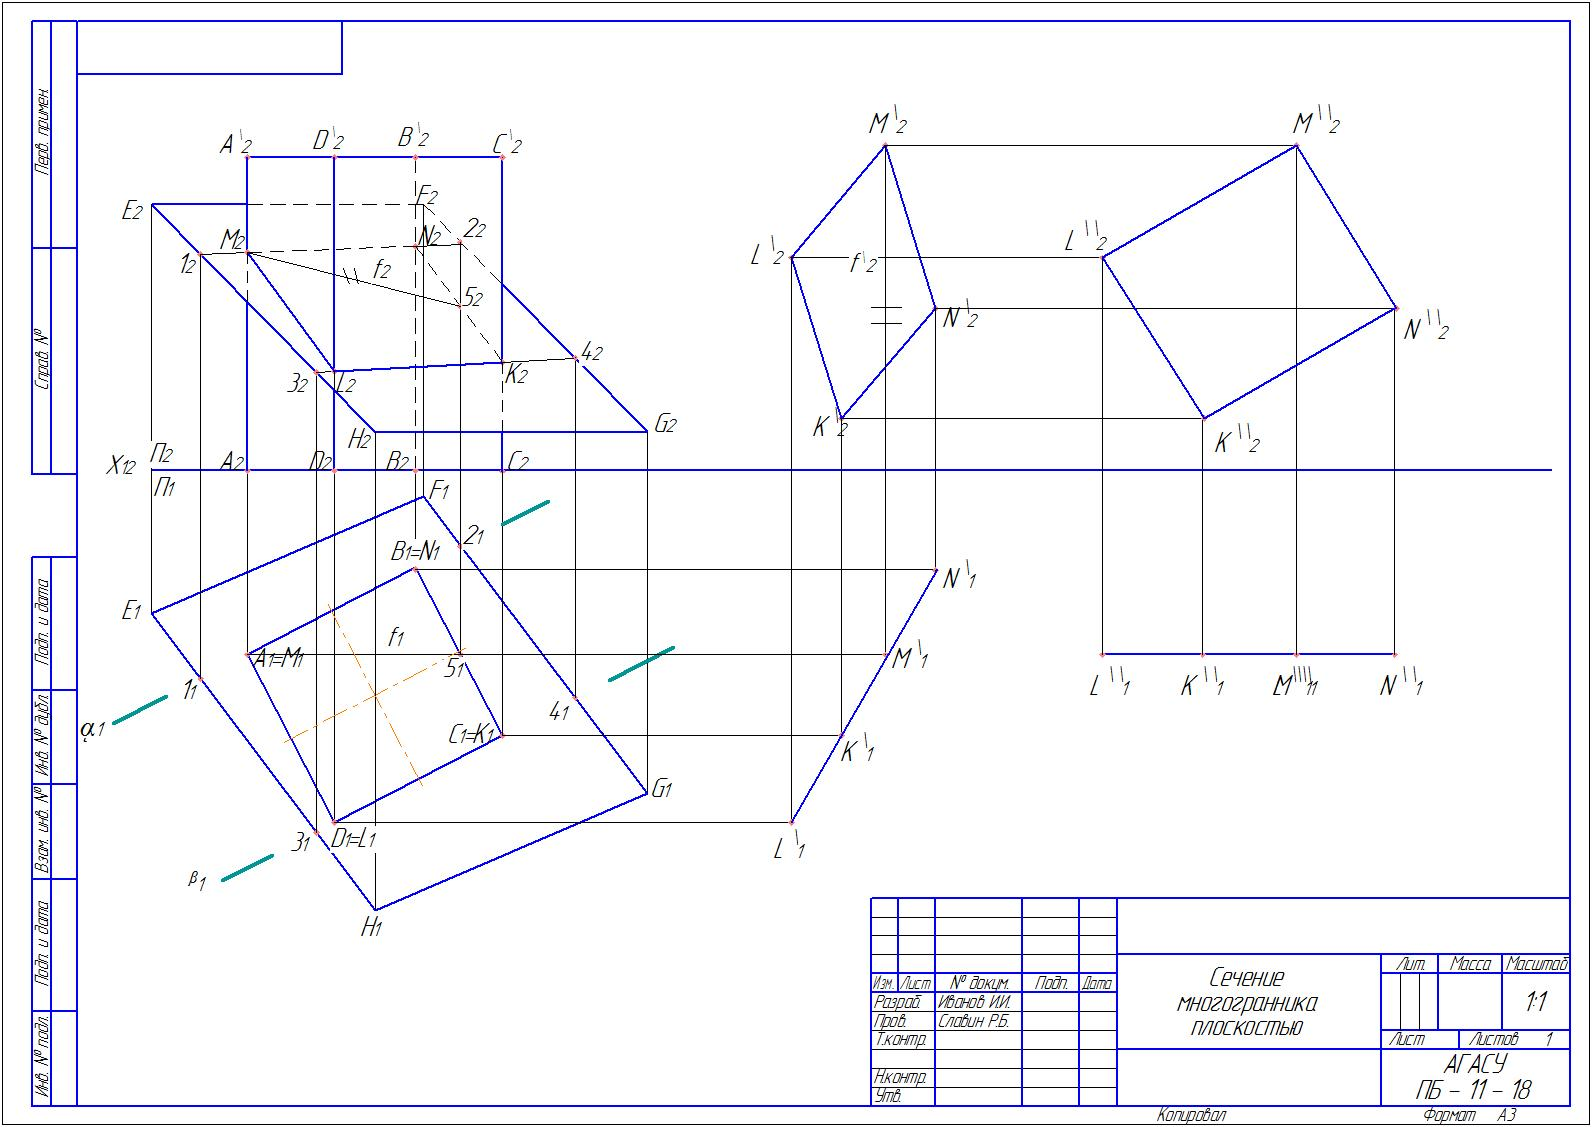 Перв. примен.
Справ. №
Подп. и дата
Инв. № дубл.
Взам. инв. №
Подп. и дата
Инв. № подл.
A\2
D\2
B\2
C\2
E2
F2
M2
N2
22
12
f2
52
32
L2
K2
42
H2
G2
X12
П2
П1
A2
D2
B2
C2
F1
21
B1=N1
E1
f1
A1=M1
51
11
α1
C1=K1
41
G1
31
D1=L1
β1
H1
M\2
L\2
f\2
N\2
K\2
M\\2
L\\2
N\\2
K\\2
N\1
M\1
K\1
L\1
L\\1
K\\1
M\\\\11
N\\1
Изм. Лист № докум. Подп. Дата
Разраб. Иванов И.И.
Пров. Славин Р.Б.
Т.контр.
Н.контр.
Утв.
Сечение
многогранника
плоскостью
Лит. Масса Масштаб
1:1
Лист Листов 1
АГАСУ
ПБ – 11 – 18
Копировал Формат А3